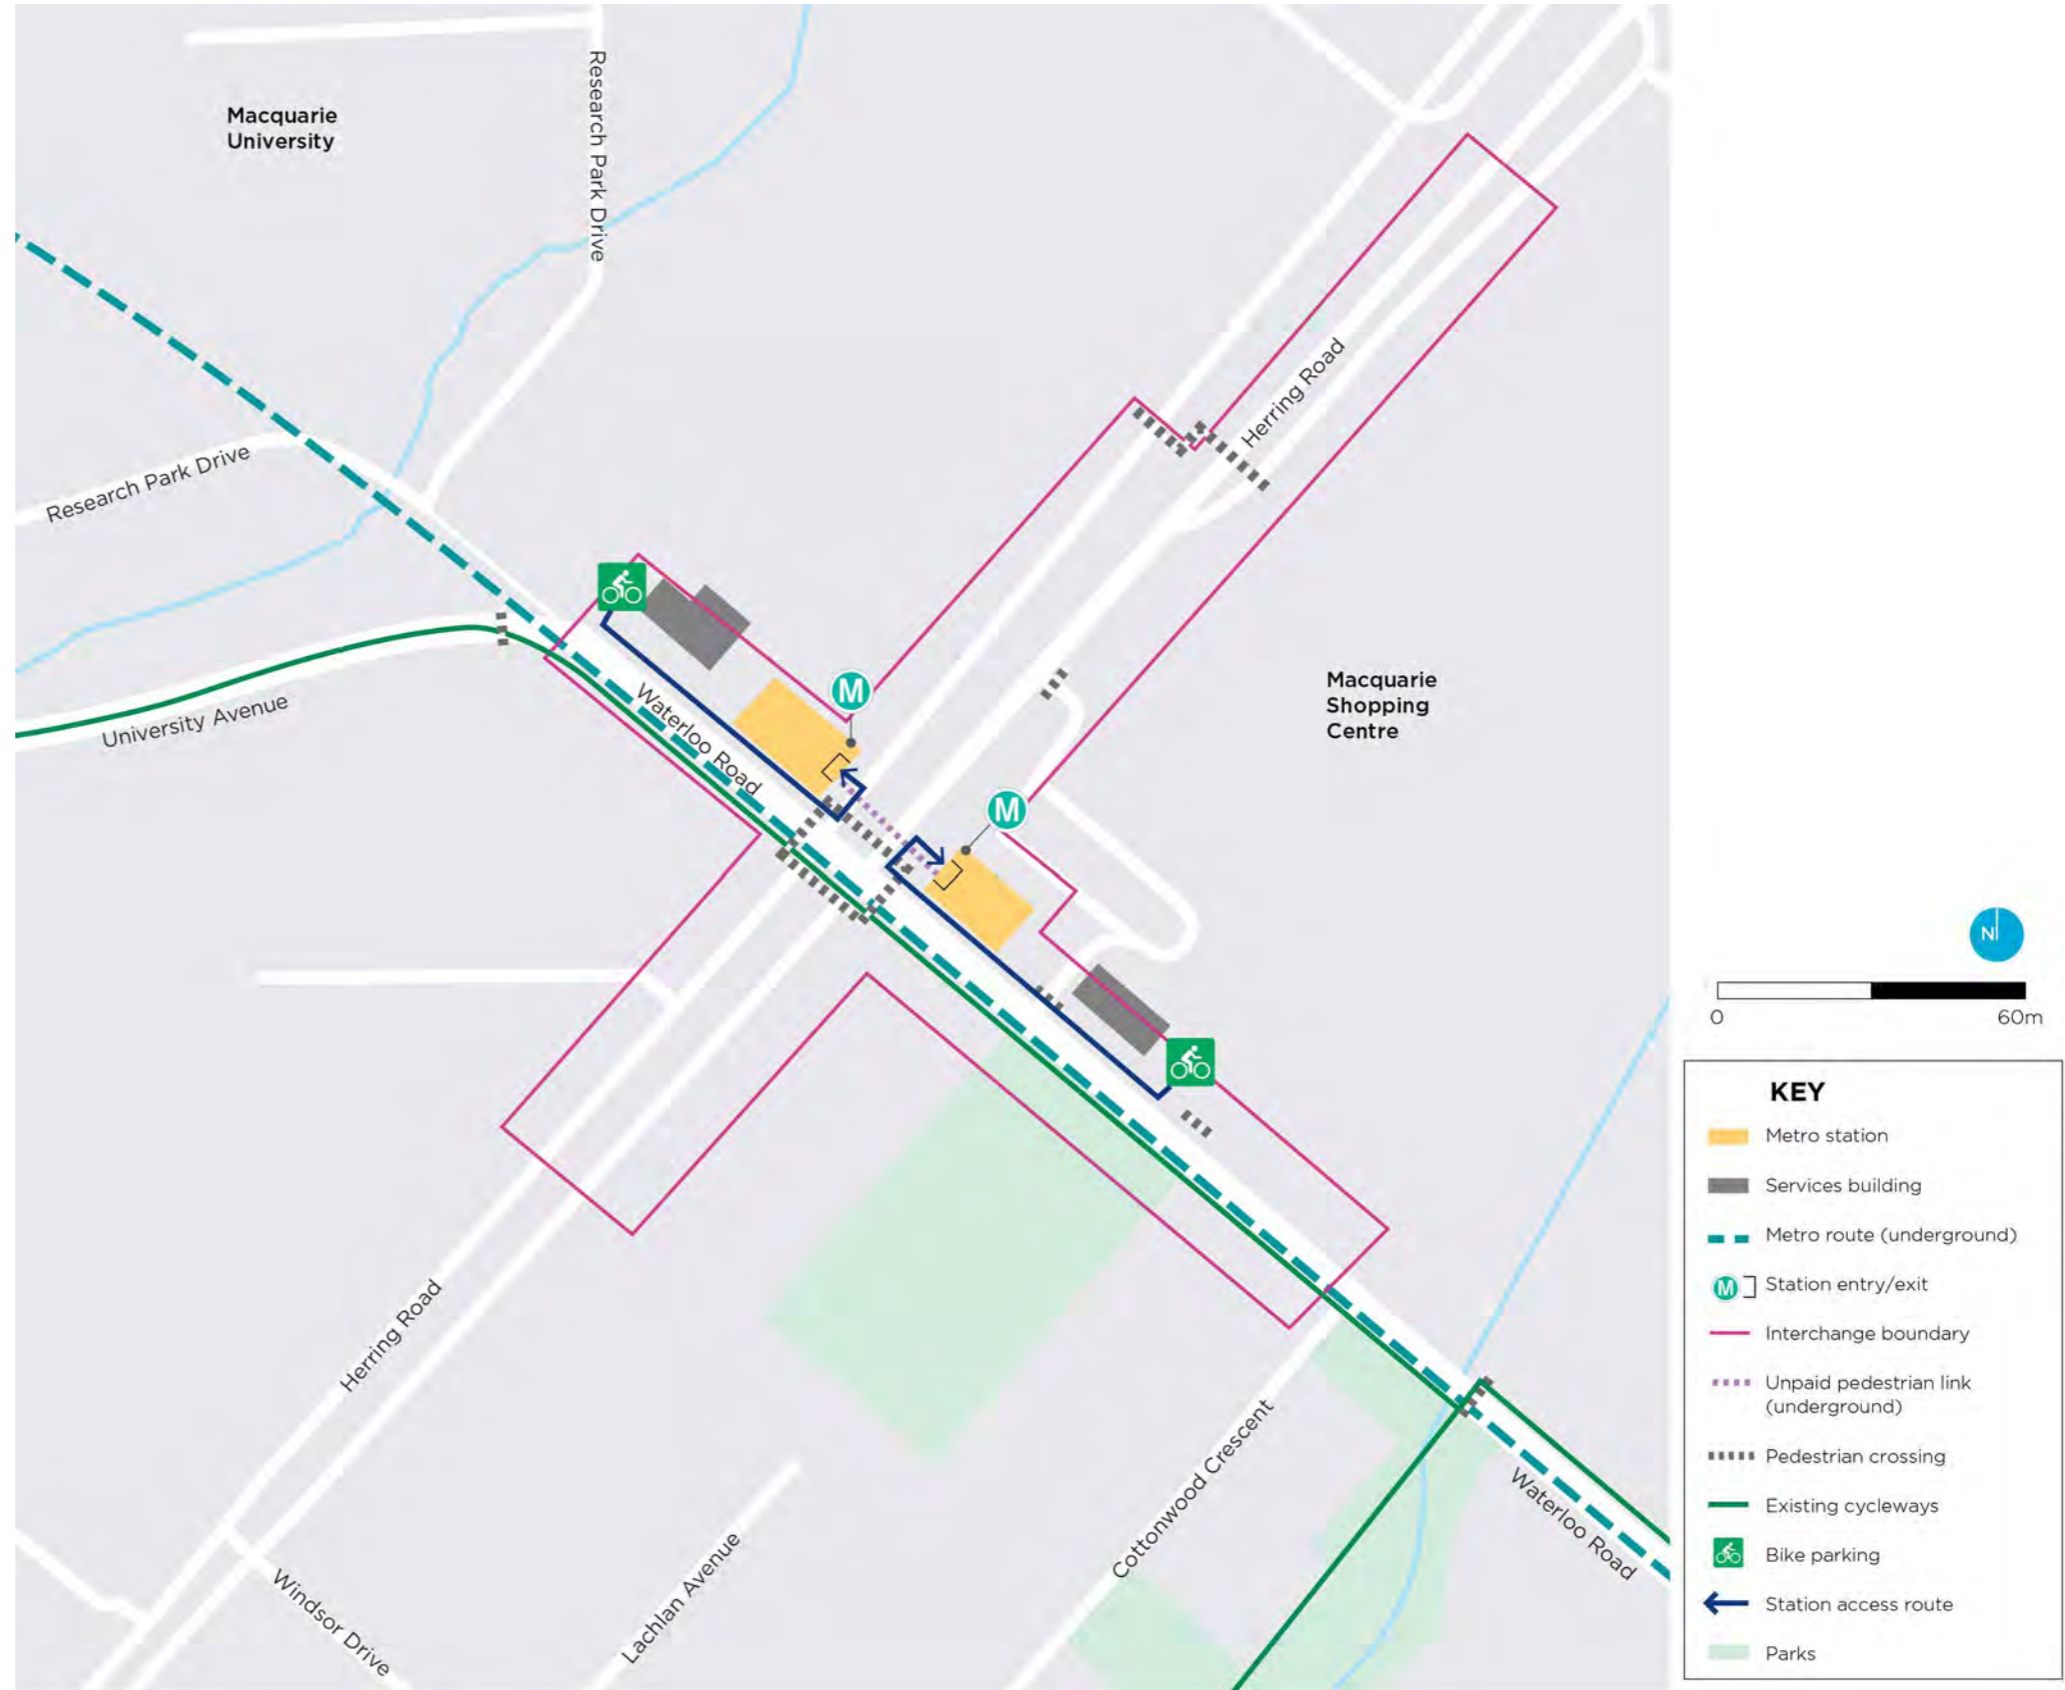 Macquarie
University
Research Park Drive
Research Park Drive
University Avenue
Waterloo Road
Herring Road
M
M
Macquarie
Shopping
Centre
Herring Road
Windsor Drive
Lachlan Avenue
Cottonwood Crescent
Waterloo Road
N
0 60m
KEY
Metro station
Services building
Metro route (underground)
M Station entry/exit
Interchange boundary
Unpaid pedestrian link
(underground)
Pedestrian crossing
Existing cycleways
Bike parking
Station access route
Parks